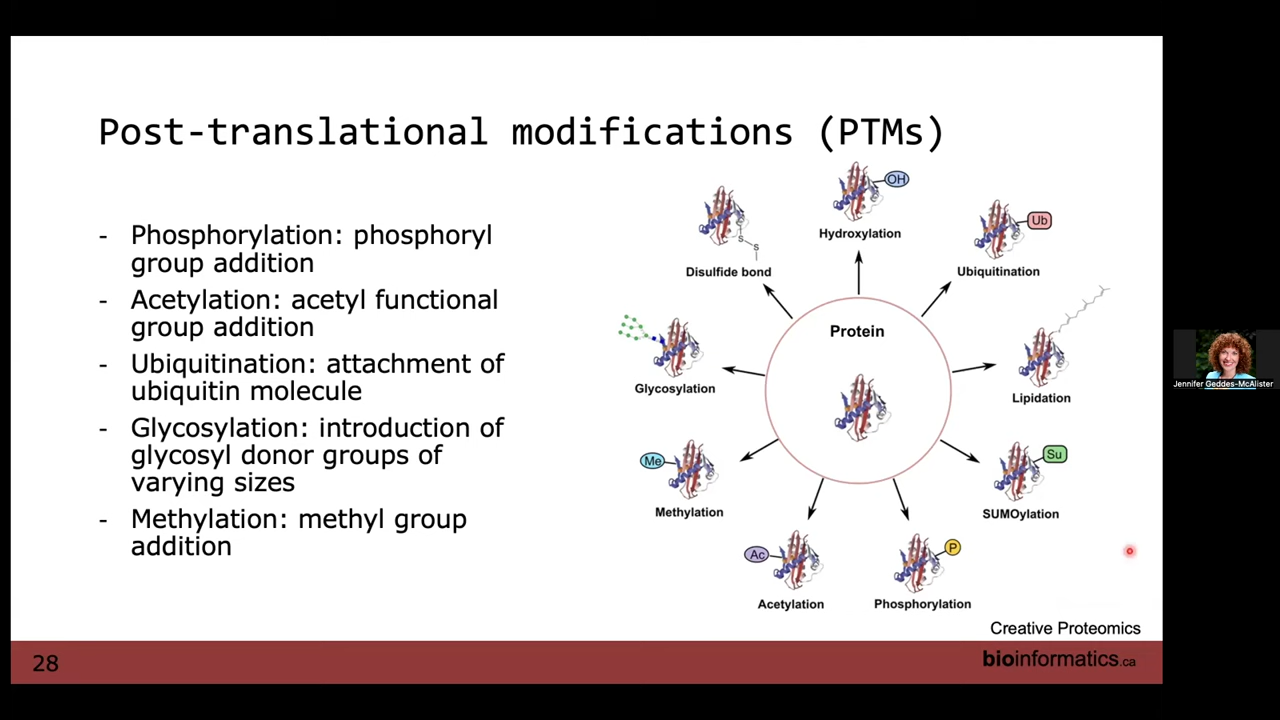 Post-translational modifications (PTMs)
- Phosphorylation: phosphoryl
group addition
- Acetylation: acetyl functional
group addition
- Ubiquitination: attachment of
ubiquitin molecule
- Glycosylation: introduction of
glycosyl donor groups of
varying sizes
- Methylation: methyl group
addition
OH
Hydroxylation
S
S
Disulfide bond
Ub
Ubiquitination
Protein
Glycosylation
Lipidation
Me
Methylation
Su
SUMOylation
Ac
Acetylation
P
Phosphorylation
Creative Proteomics
28
bioinformatics.ca
Jennifer Geddes-McAlister